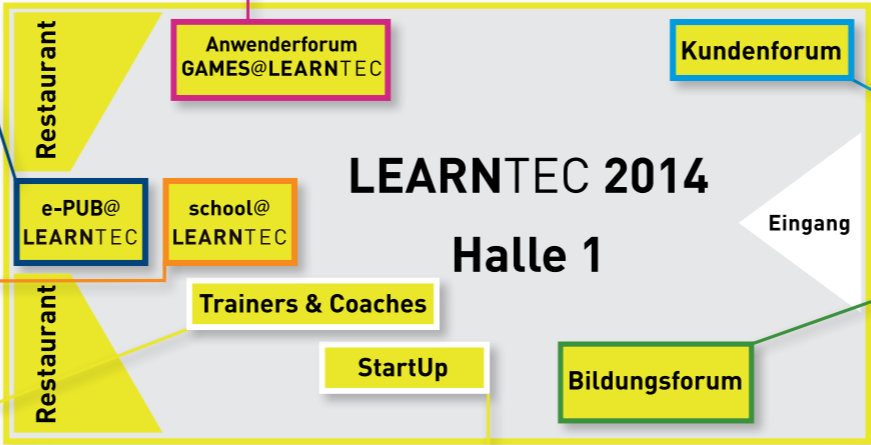 Restaurant
Anwenderforum
GAMES@LEARNTEC
Kundenforum
e-PUB@
LEARNTEC
school@
LEARNTEC
LEARNTEC 2014
Halle 1
Eingang
Restaurant
Trainers & Coaches
StartUp
Bildungsforum